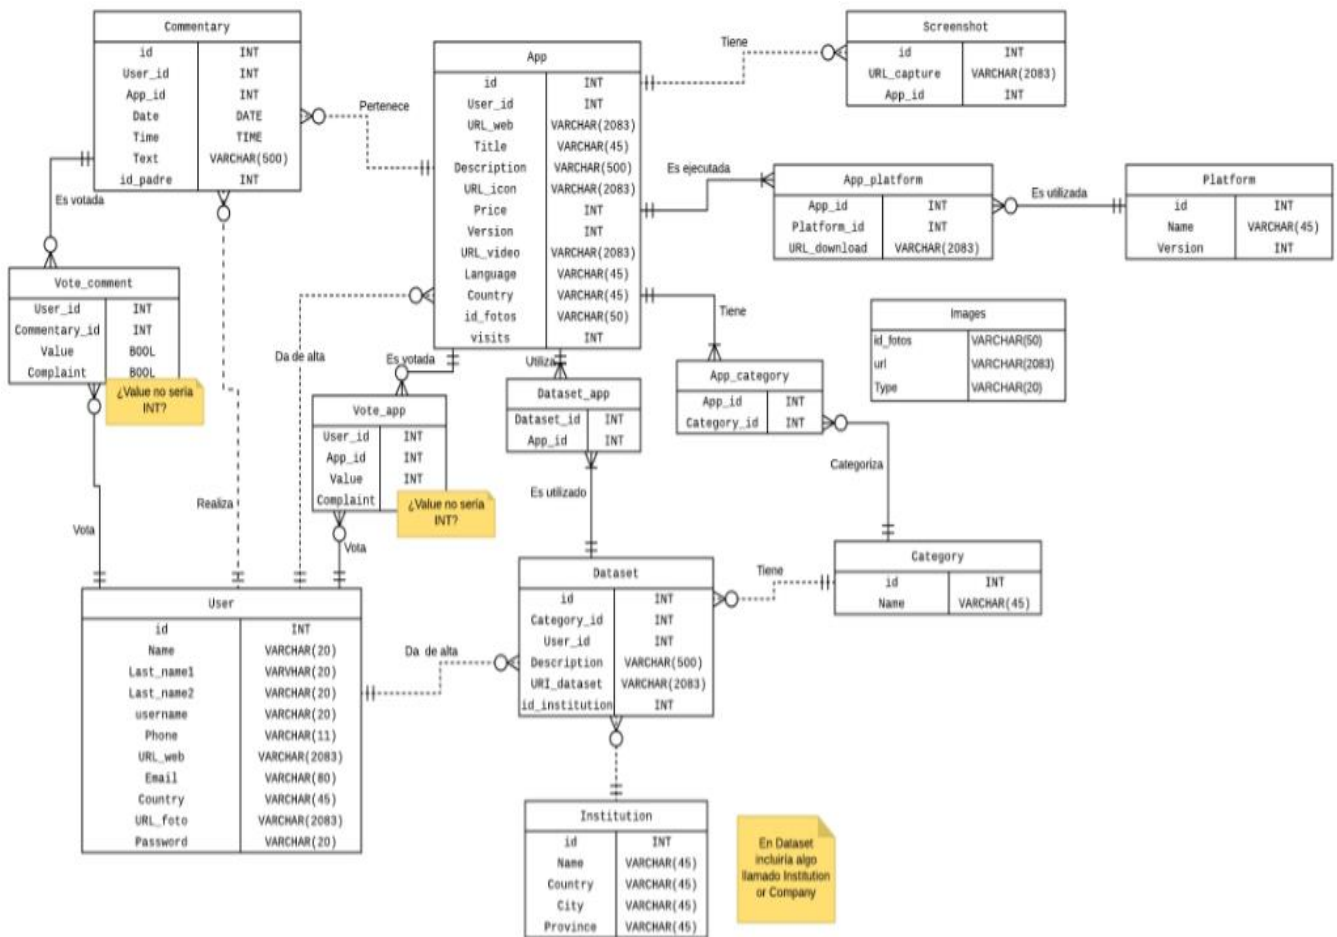 Commentary
id INT
User_id INT
App_id INT
Date DATE
Time TIME
Text VARCHAR(500)
id_padre INT
Pertenece
App
id INT
User_id INT
URL_web VARCHAR(2083)
Title VARCHAR(45)
Description VARCHAR(500)
URL_icon VARCHAR(2083)
Price INT
Version INT
URL_video VARCHAR(2083)
Language VARCHAR(45)
Country VARCHAR(45)
id_fotos VARCHAR(50)
visits INT
Tiene
Screenshot
id INT
URL_capture VARCHAR(2083)
App_id INT
Es ejecutada
App_platform
App_id INT
Platform_id INT
URL_download VARCHAR(2083)
Es utilizada
Platform
id INT
Name VARCHAR(45)
Version INT
Es votada
Vote_comment
User_id INT
Commentary_id INT
Value BOOL
Complaint BOOL
¿Value no sería
INT?
Da de alta
Es votada
Utiliza
Tiene
Images
id_fotos VARCHAR(50)
url VARCHAR(2083)
Type VARCHAR(20)
Vote_app
User_id INT
App_id INT
Value INT
Complaint
¿Value no sería
INT?
Dataset_app
Dataset_id INT
App_id INT
App_category
App_id INT
Category_id INT
Categoriza
Es utilizado
Realiza
Vota
Vota
User
id INT
Name VARCHAR(20)
Last_name1 VARVHAR(20)
Last_name2 VARCHAR(20)
username VARCHAR(20)
Phone VARCHAR(11)
URL_web VARCHAR(2083)
Email VARCHAR(80)
Country VARCHAR(45)
URL_foto VARCHAR(2083)
Password VARCHAR(20)
Da de alta
Dataset
id INT
Category_id INT
User_id INT
Description VARCHAR(500)
URI_dataset VARCHAR(2083)
id_institution INT
Tiene
Category
id INT
Name VARCHAR(45)
Institution
id INT
Name VARCHAR(45)
Country VARCHAR(45)
City VARCHAR(45)
Province VARCHAR(45)
En Dataset
incluiría algo
llamado Institution
or Company